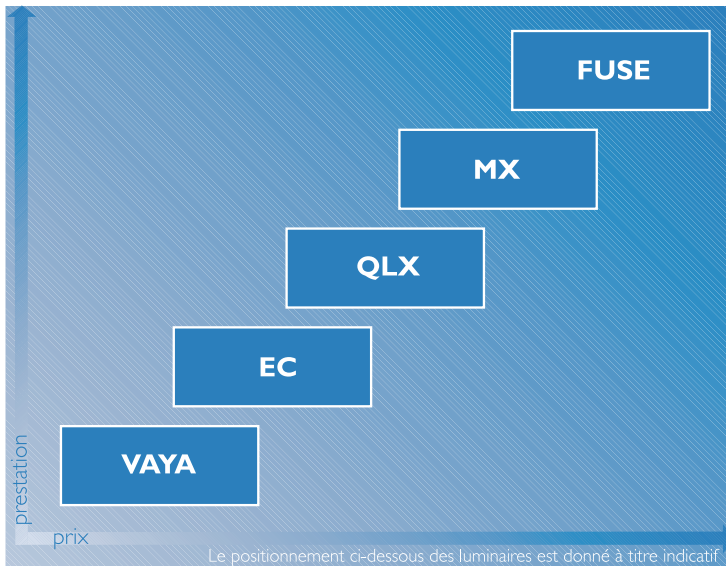 FUSE
MX
QLX
EC
VAYA
prestation
prix
Le positionnement ci-dessous des luminaires est donné à titre indicatif